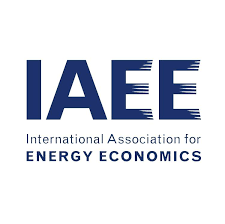 IAEE
International Association for
ENERGY ECONOMICS